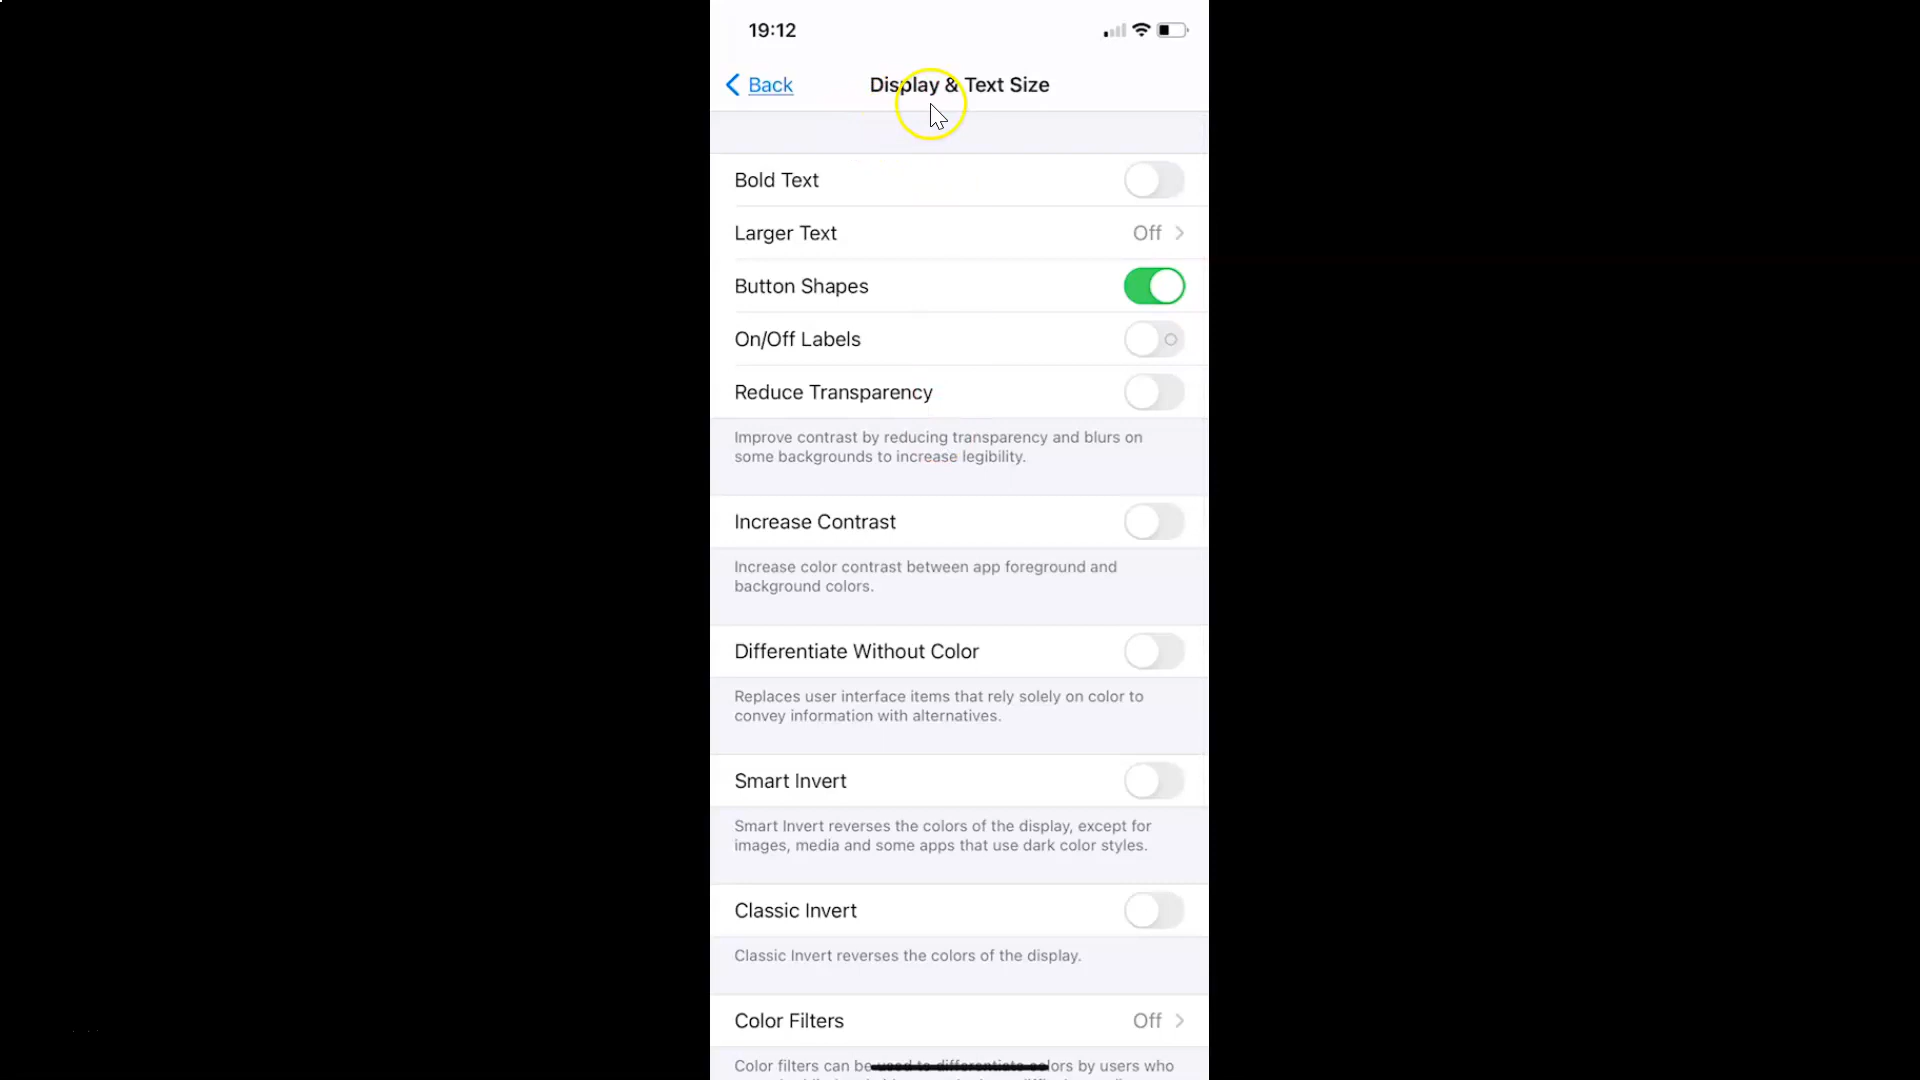 19:12
Back
Display & Text Size
Bold Text
Larger Text Off
Button Shapes
On/Off Labels
Reduce Transparency
Improve contrast by reducing transparency and blurs on
some backgrounds to increase legibility.
Increase Contrast
Increase color contrast between app foreground and
background colors.
Differentiate Without Color
Replaces user interface items that rely solely on color to
convey information with alternatives.
Smart Invert
Smart Invert reverses the colors of the display, except for
images, media and some apps that use dark color styles.
Classic Invert
Classic Invert reverses the colors of the display.
Color Filters Off
Color filters can be used to differentiate colors by users who